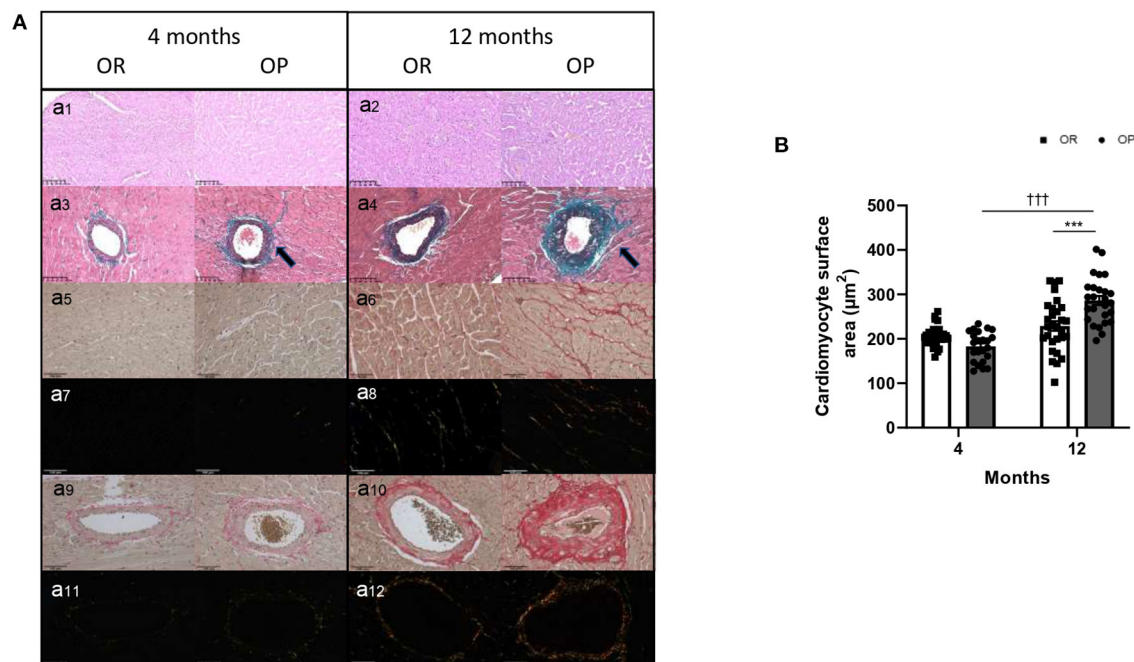 A
4 months
12 months
OR OP OR OP
a1 a2
a3 a4
a5 a6
a7 a8
a9 a10
a11 a12
B
OR OP
†††
***
500
400
300
200
100
0
Cardiomyocyte surface
area (µm²)
4 12
Months